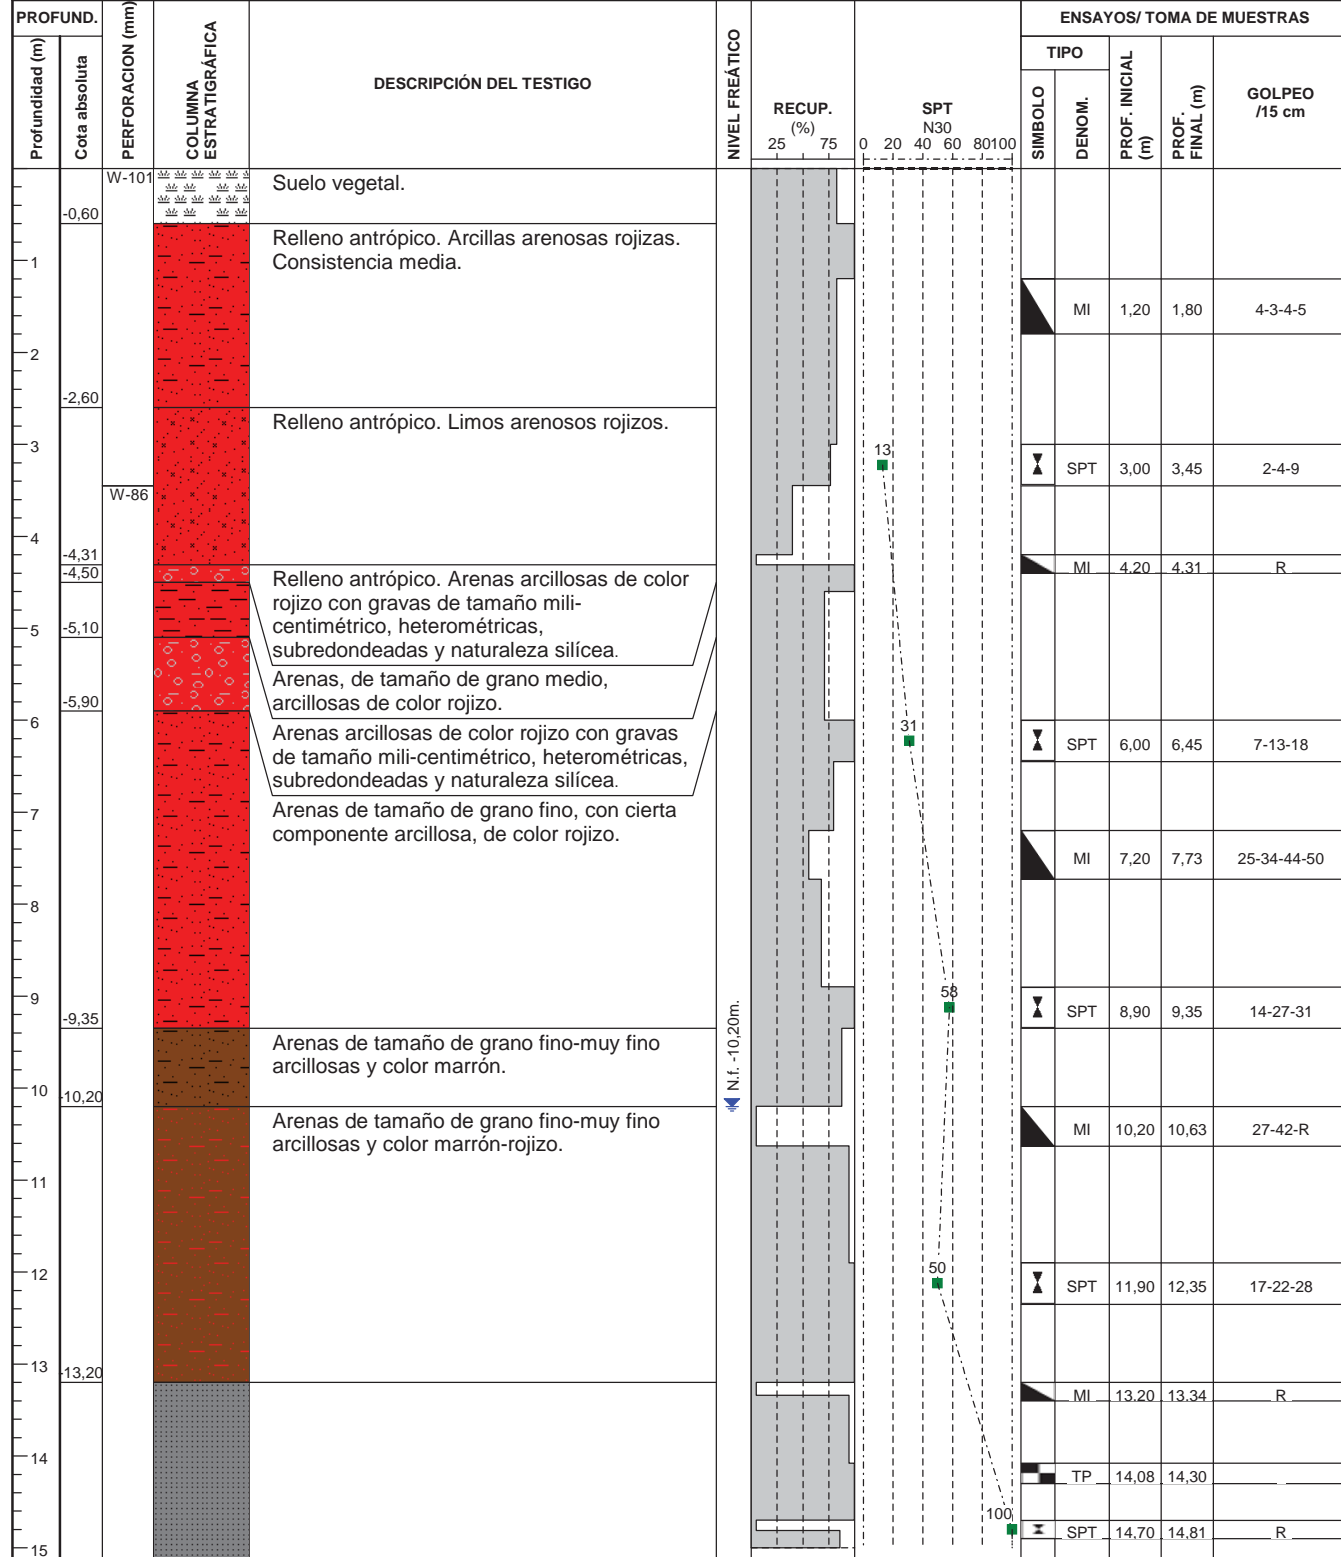 PROFUND.
Profundidad (m)
Cota absoluta
PERFORACION (mm)
COLUMNA
ESTRATIGRÁFICA
DESCRIPCIÓN DEL TESTIGO
NIVEL FREÁTICO
RECUP.
(%)
25 75
SPT
N30
0 20 40 60 80 100
ENSAYOS/ TOMA DE MUESTRAS
TIPO
SIMBOLO
DENOM.
PROF. INICIAL
(m)
PROF.
FINAL (m)
GOLPEO
/15 cm
W-101
Suelo vegetal.
-0,60
Relleno antrópico. Arcillas arenosas rojizas.
Consistencia media.
1
MI 1,20 1,80 4-3-4-5
2
-2,60
Relleno antrópico. Limos arenosos rojizos.
3
13
SPT 3,00 3,45 2-4-9
W-86
4
-4,31
MI 4.20 4.31 R
-4,50
Relleno antrópico. Arenas arcillosas de color
rojizo con gravas de tamaño mili-
centimétrico, heterométricas,
subredondeadas y naturaleza silícea.
5
-5,10
Arenas, de tamaño de grano medio,
arcillosas de color rojizo.
-5,90
6
Arenas arcillosas de color rojizo con gravas
de tamaño mili-centimétrico, heterométricas,
subredondeadas y naturaleza silícea.
31
SPT 6,00 6,45 7-13-18
7
Arenas de tamaño de grano fino, con cierta
componente arcillosa, de color rojizo.
MI 7,20 7,73 25-34-44-50
8
9
58
SPT 8,90 9,35 14-27-31
-9,35
Arenas de tamaño de grano fino-muy fino
arcillosas y color marrón.
N.f. -10,20m.
10
-10,20
Arenas de tamaño de grano fino-muy fino
arcillosas y color marrón-rojizo.
MI 10,20 10,63 27-42-R
11
12
50
SPT 11,90 12,35 17-22-28
13
-13,20
MI 13.20 13.34 R
14
TP 14,08 14,30
100
SPT 14,70 14,81 R
15